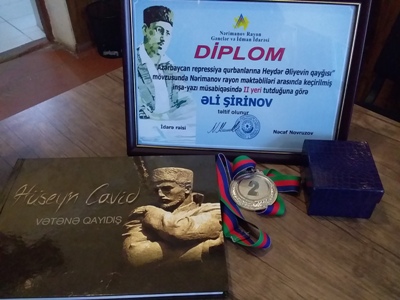 Nərimanov Rayon
Gənclər və İdman İdarəsi
DİPLOM
"Azərbaycan repressiya qurbanlarına Heydər Əliyevin qayğısı"
mövzusunda Nərimanov rayon məktəbliləri arasında keçirilmiş
inşa-yazı müsabiqəsində II yeri tutduğuna görə
ƏLİ ŞİRİNOV
təltif olunur
İdarə rəisi
Nəcəf Novruzov
Hüseyn Cavid
VƏTƏNƏ QAYIDIŞ
2